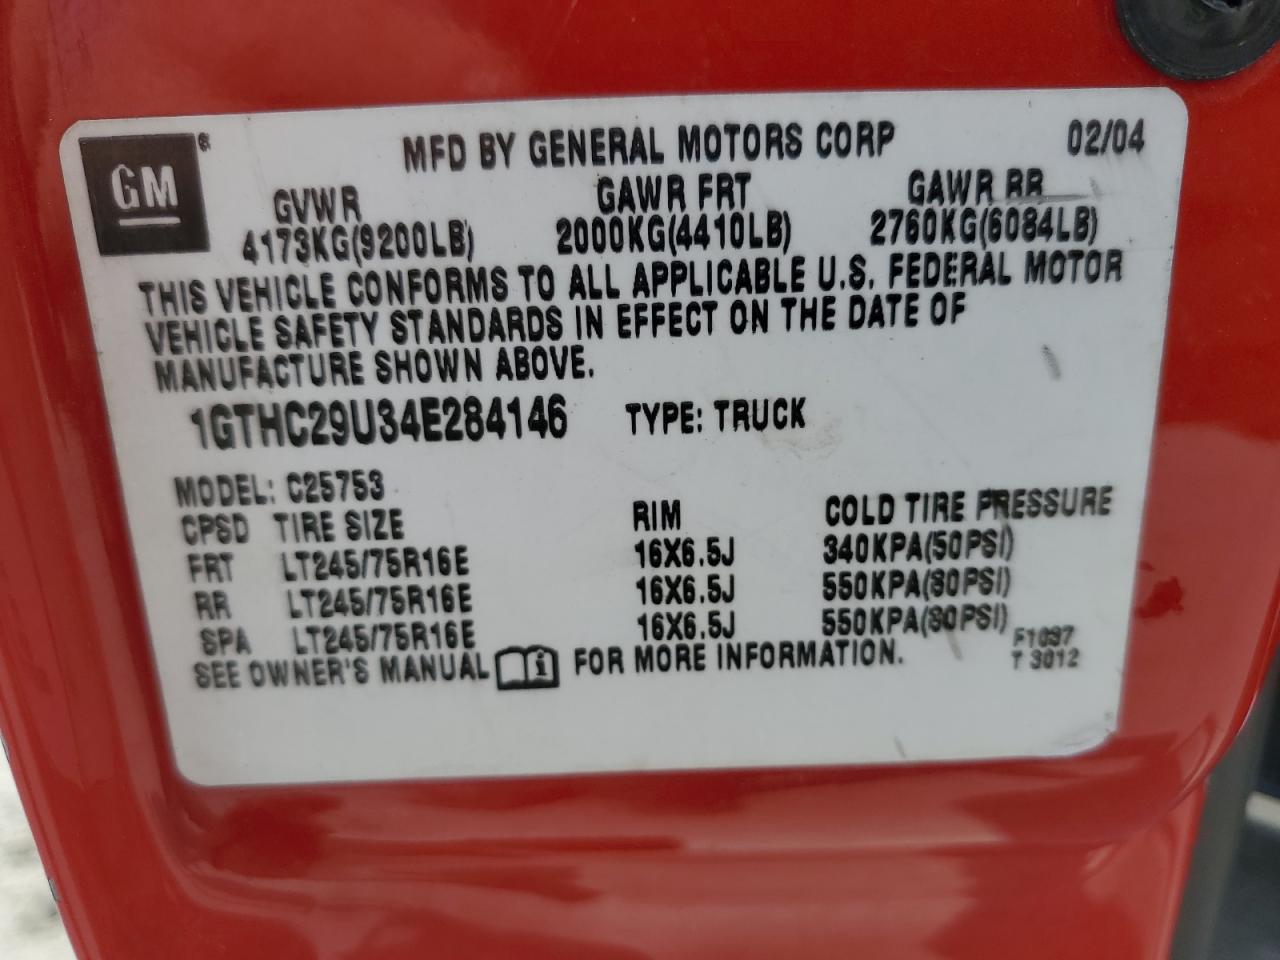 GM ®
MFD BY GENERAL MOTORS CORP 02/04
GVWR GAWR FRT GAWR RR
4173KG(9200LB) 2000KG(4410LB) 2760KG(6084LB)
THIS VEHICLE CONFORMS TO ALL APPLICABLE U.S. FEDERAL MOTOR
VEHICLE SAFETY STANDARDS IN EFFECT ON THE DATE OF
MANUFACTURE SHOWN ABOVE.
1GTHC29U34E284146 TYPE: TRUCK
MODEL: C25753
CPSD TIRE SIZE RIM COLD TIRE PRESSURE
FRT LT245/75R16E 16X6.5J 340KPA(50PSI)
RR LT245/75R16E 16X6.5J 550KPA(80PSI)
SPA LT245/75R16E 16X6.5J 550KPA(80PSI)
SEE OWNER'S MANUAL i FOR MORE INFORMATION.
T 3012